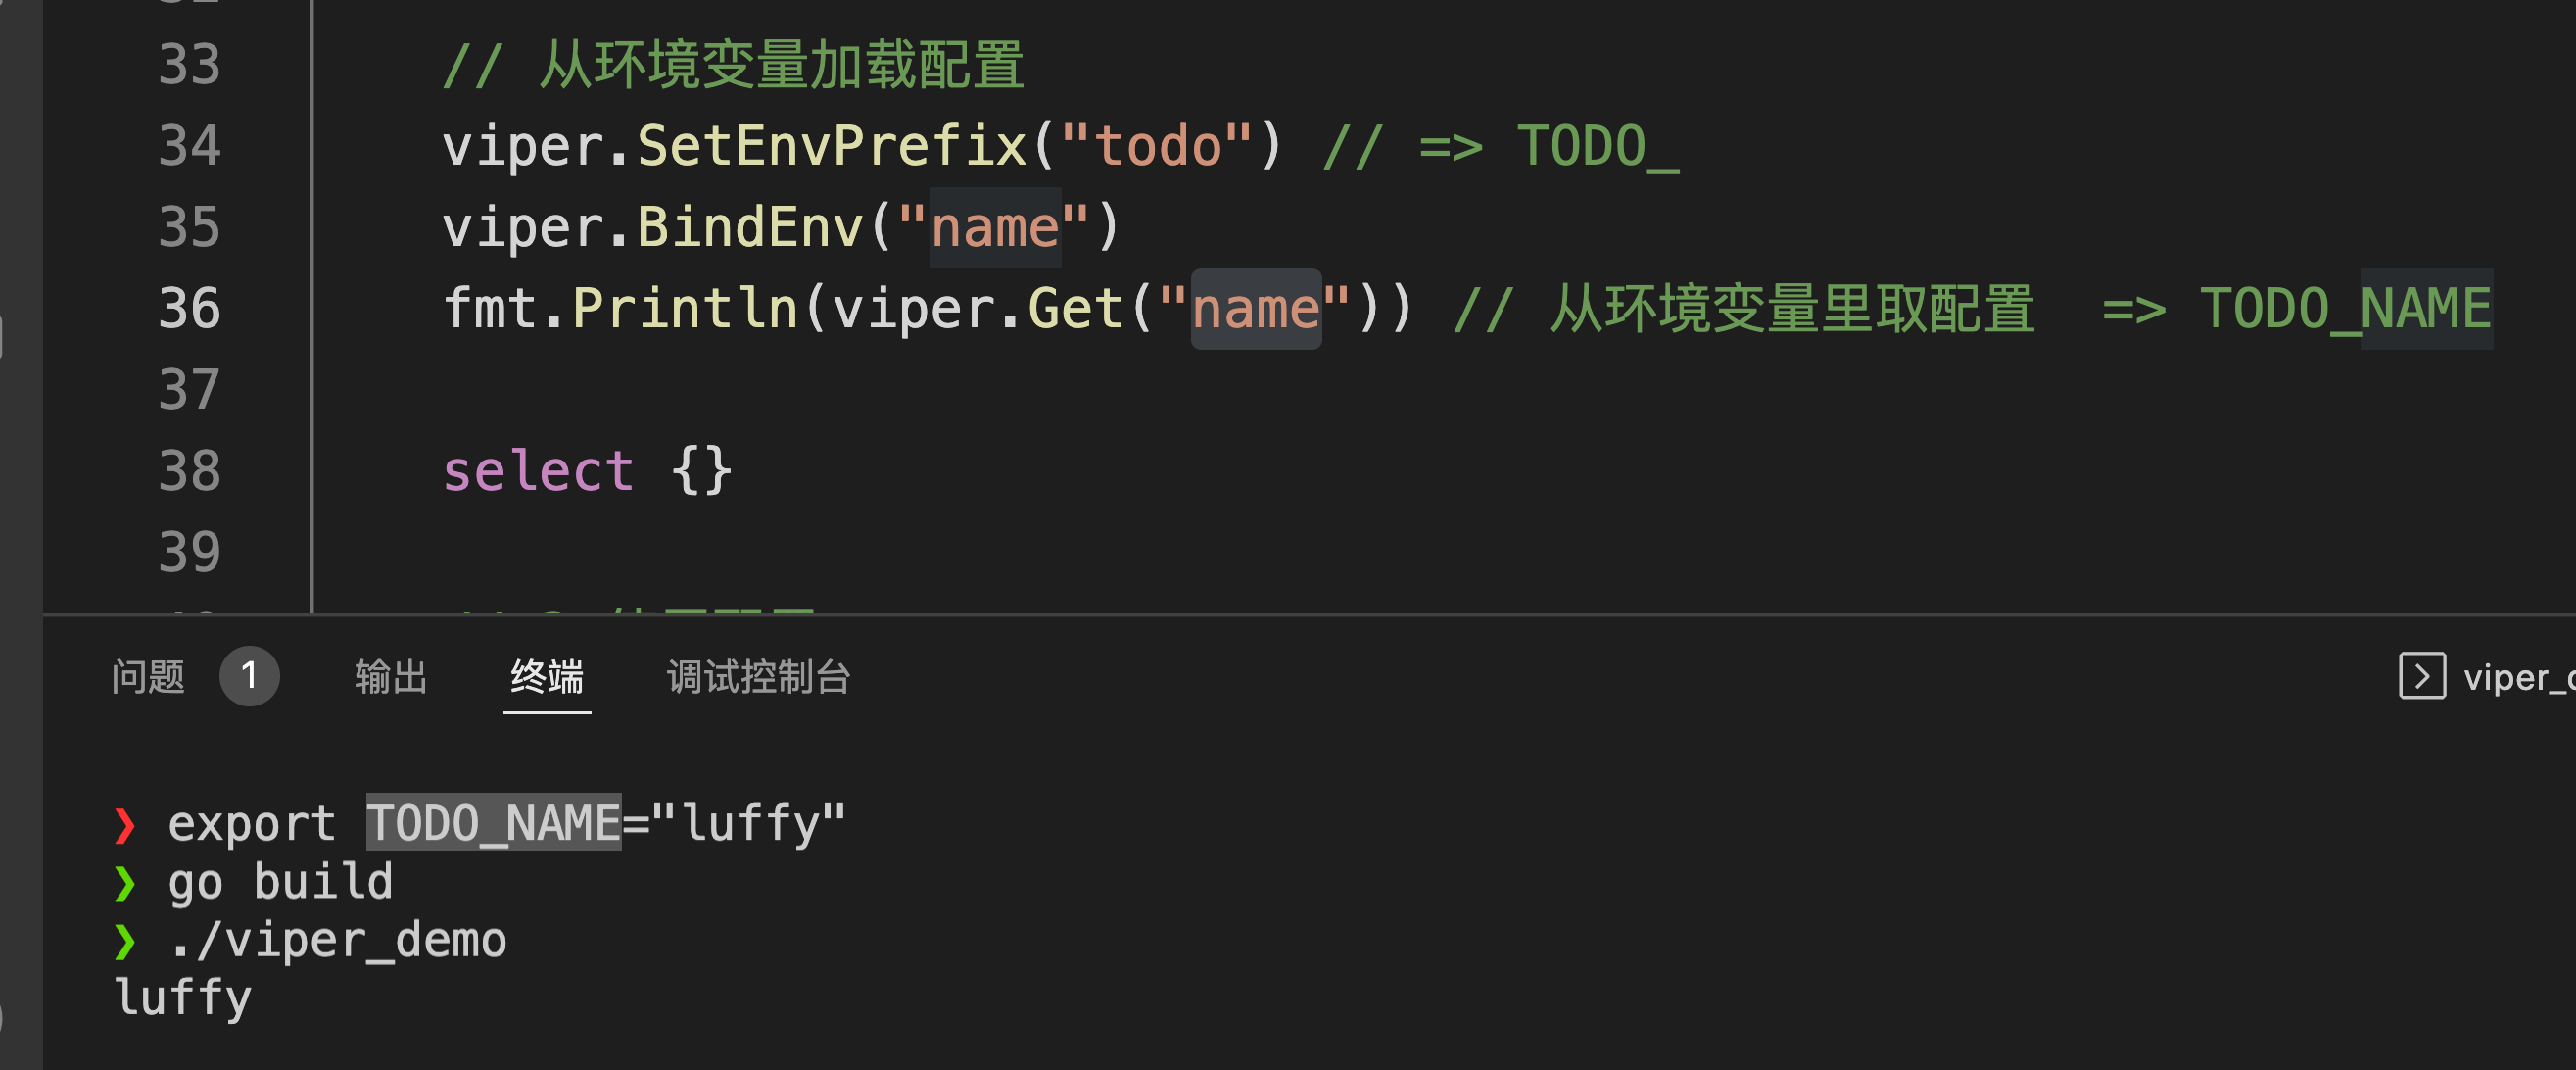 33 // 从环境变量加载配置
34 viper.SetEnvPrefix("todo") // => TODO_
35 viper.BindEnv("name")
36 fmt.Println(viper.Get("name")) // 从环境变量里取配置 => TODO_NAME
37
38 select {}
39
问题 1 输出 终端 调试控制台 viper_
❯ export TODO_NAME="luffy"
❯ go build
❯ ./viper_demo
luffy